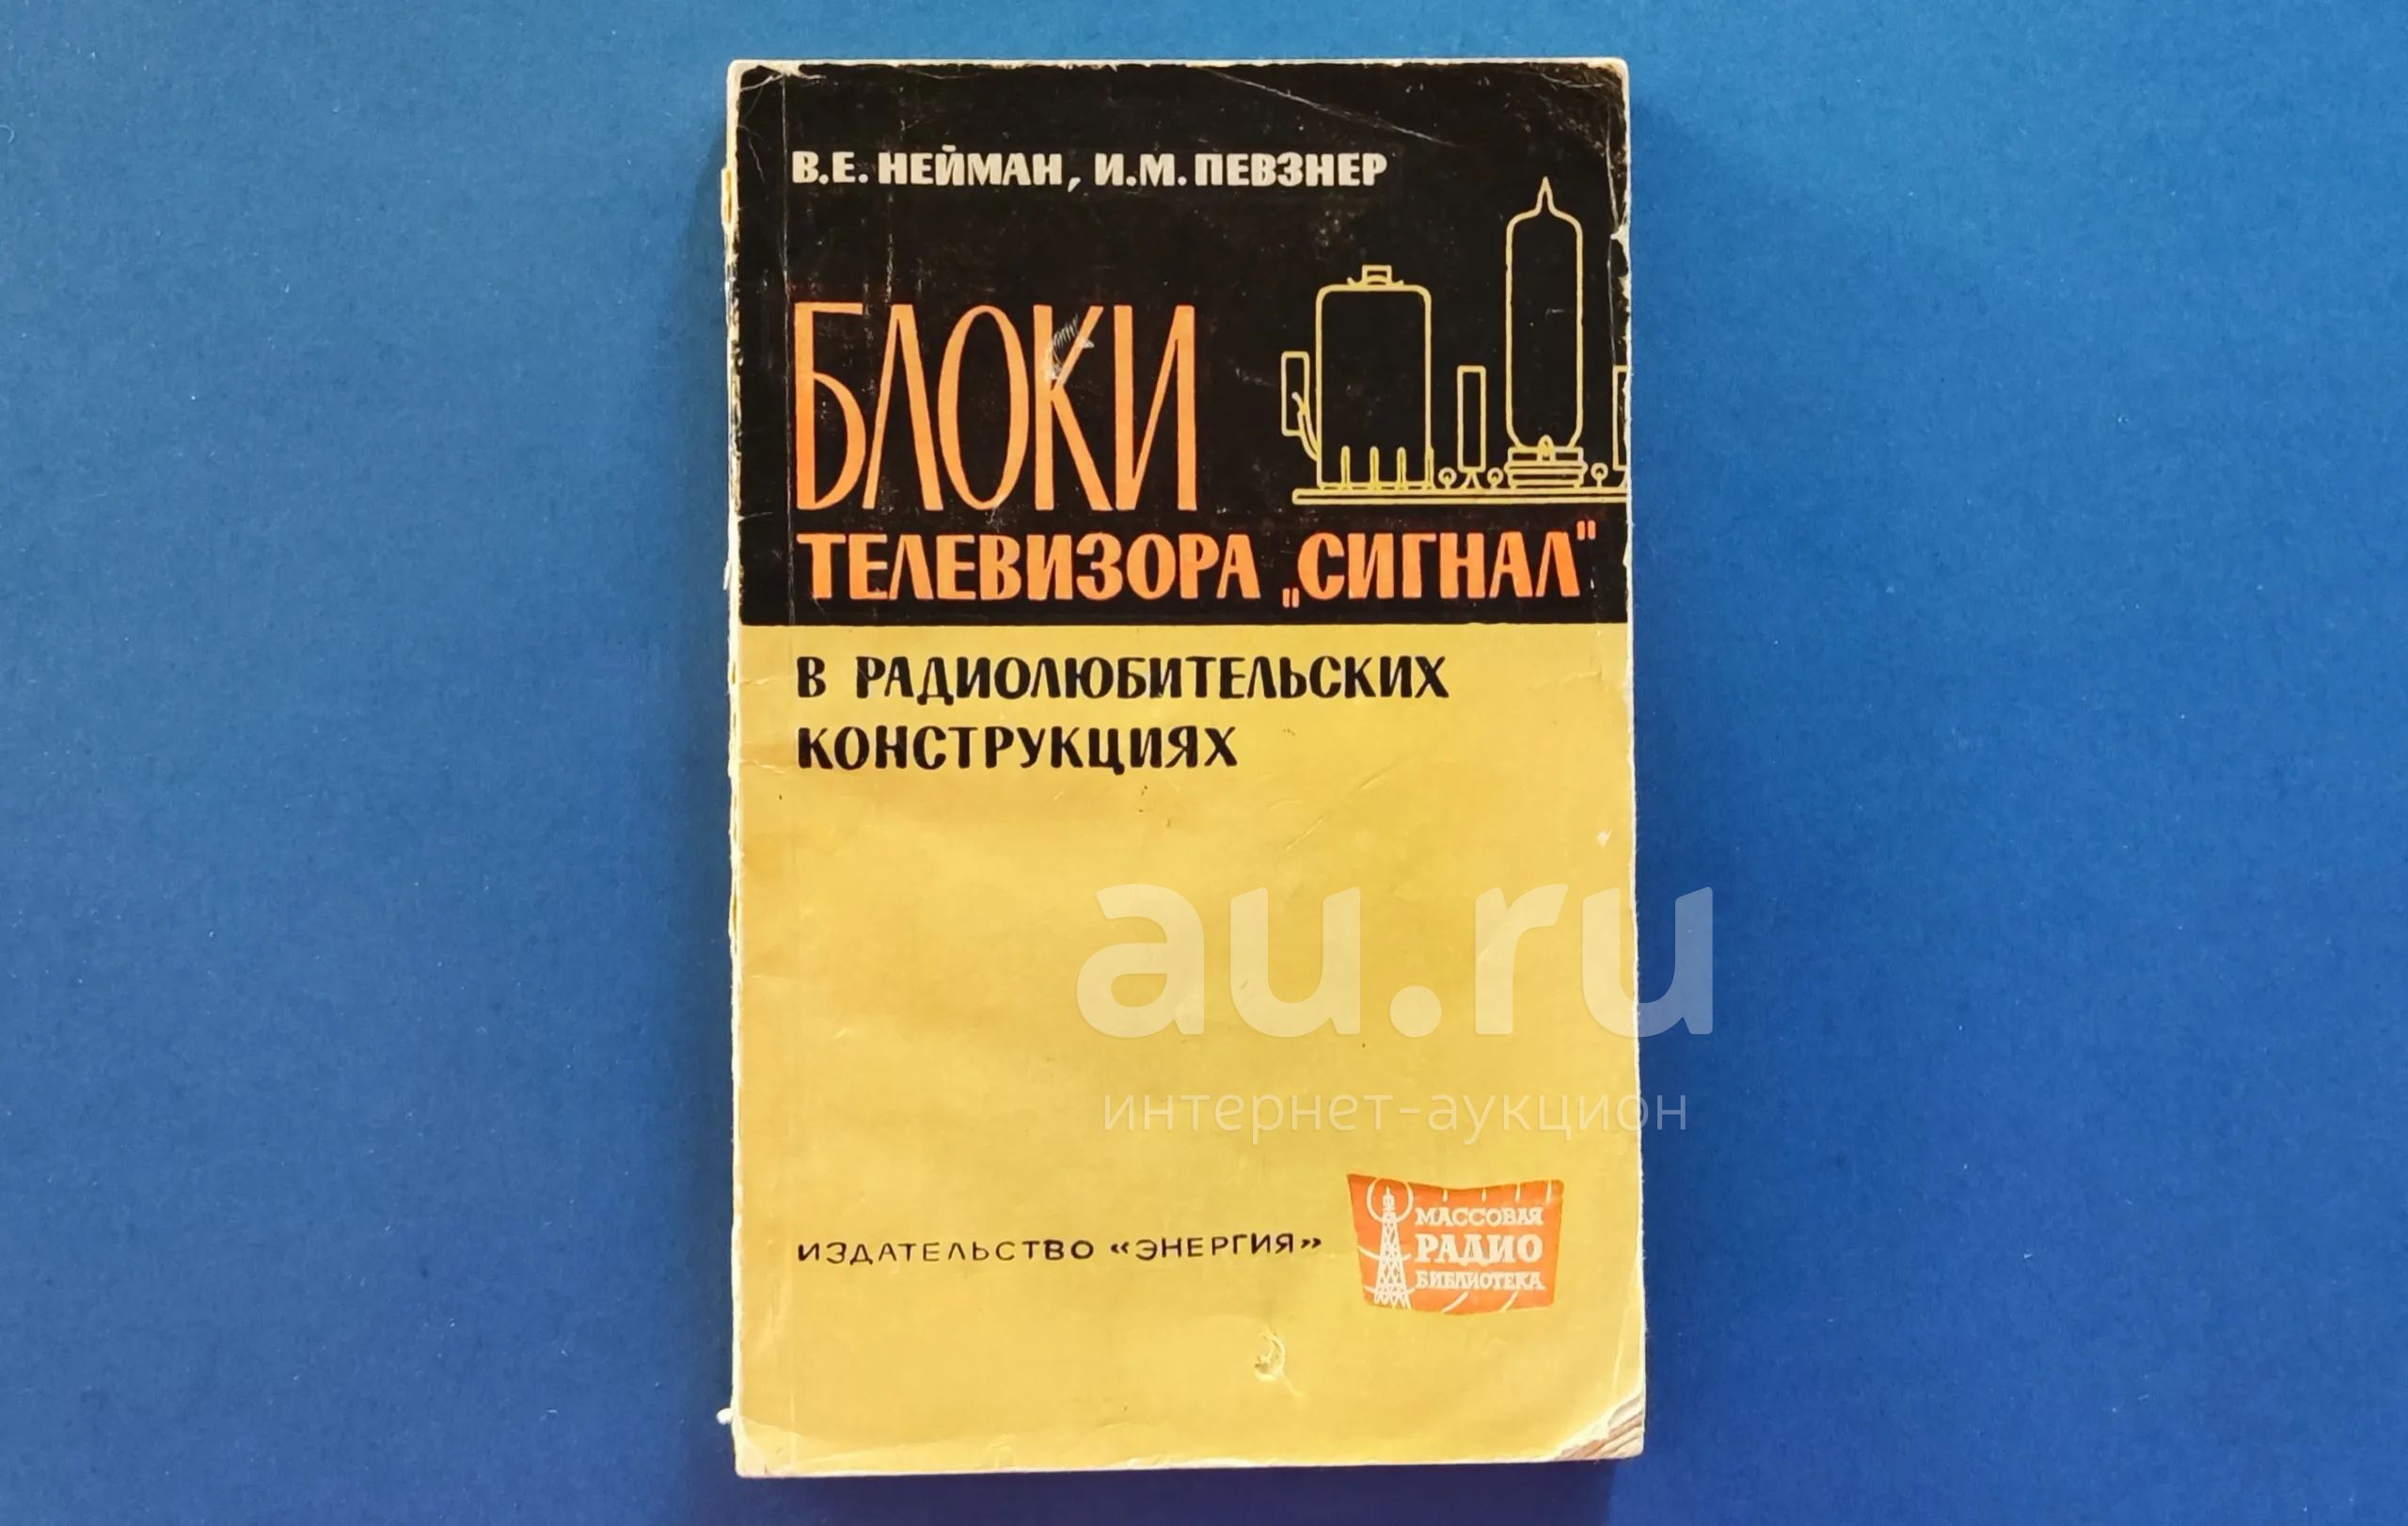 В.Е. НЕЙМАН, И.М. ПЕВЗНЕР
БЛОКИ
ТЕЛЕВИЗОРА „СИГНАЛ"
В РАДИОЛЮБИТЕЛЬСКИХ
КОНСТРУКЦИЯХ
au.ru
интернет-аукцион
ИЗДАТЕЛЬСТВО «ЭНЕРГИЯ»
МАССОВАЯ
РАДИО
БИБЛИОТЕКА